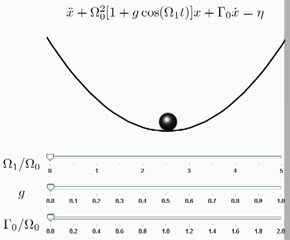 ẍ + Ω₀²[1 + g cos(Ω₁t)]x + Γ₀ẋ = η
Ω₁/Ω₀
0 1 2 3 4 5
g
0.0 0.1 0.2 0.3 0.4 0.5 0.6 0.7 0.8 0.9 1.0
Γ₀/Ω₀
0.0 0.2 0.4 0.6 0.8 1.0 1.2 1.4 1.6 1.8 2.0